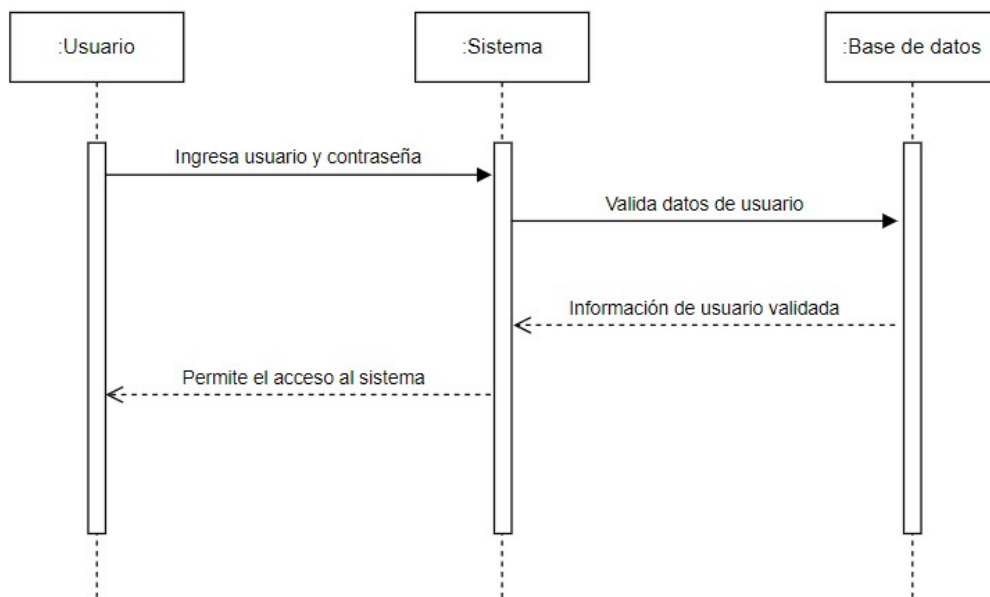 :Usuario
:Sistema
:Base de datos
Ingresa usuario y contraseña
Valida datos de usuario
Información de usuario validada
Permite el acceso al sistema